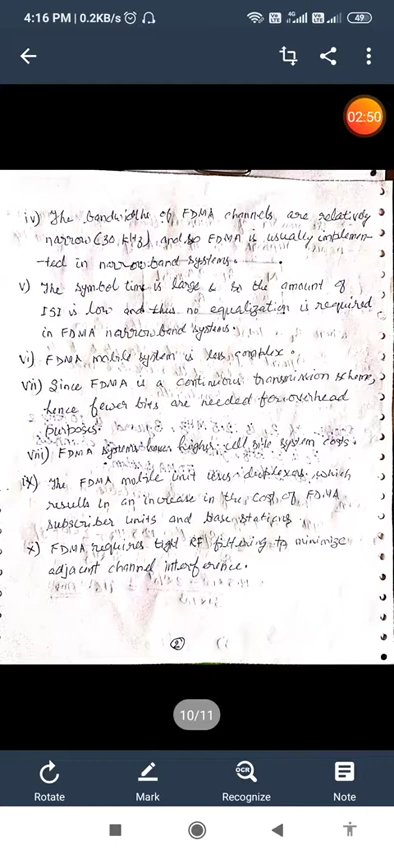 4:16 PM | 0.2KB/s
49
02:50
iv) The bandwidths of FDMA channels are relatively
narrow (30 KHz) and so FDMA is usually implemen-
ted in narrowband systems.
v) The symbol time is large & so the amount of
ISI is low and thus no equalization is required
in FDMA narrowband systems.
vi) FDMA mobile system is less complex.
vii) Since FDMA is a continuous transmission scheme,
hence fewer bits are needed for overhead
purposes.
viii) FDMA systems have higher cell site system costs.
ix) The FDMA mobile unit uses duplexers which
results in an increase in the cost of FDMA
subscriber units and base stations
x) FDMA requires tight RF filtering to minimize
adjacent channel interference.
2
10/11
OCR
Rotate Mark Recognize Note